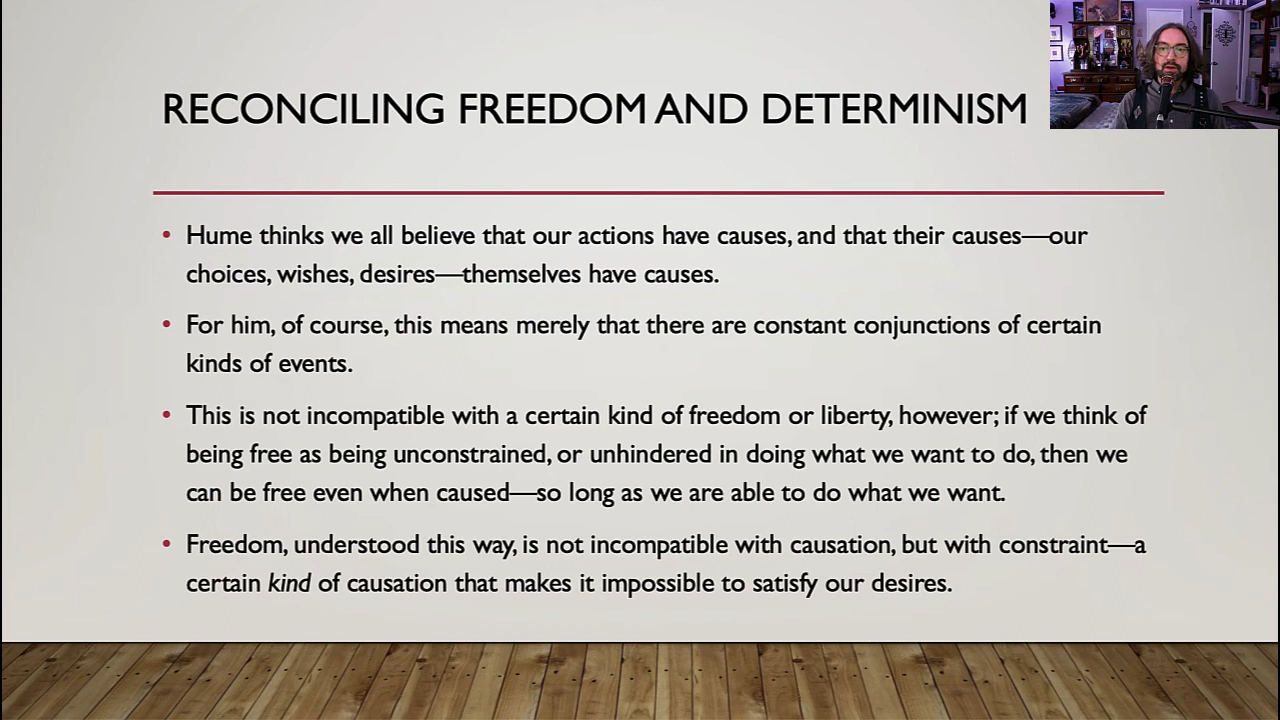 RECONCILING FREEDOM AND DETERMINISM
• Hume thinks we all believe that our actions have causes, and that their causes—our
choices, wishes, desires—themselves have causes.
• For him, of course, this means merely that there are constant conjunctions of certain
kinds of events.
• This is not incompatible with a certain kind of freedom or liberty, however; if we think of
being free as being unconstrained, or unhindered in doing what we want to do, then we
can be free even when caused—so long as we are able to do what we want.
• Freedom, understood this way, is not incompatible with causation, but with constraint—a
certain kind of causation that makes it impossible to satisfy our desires.